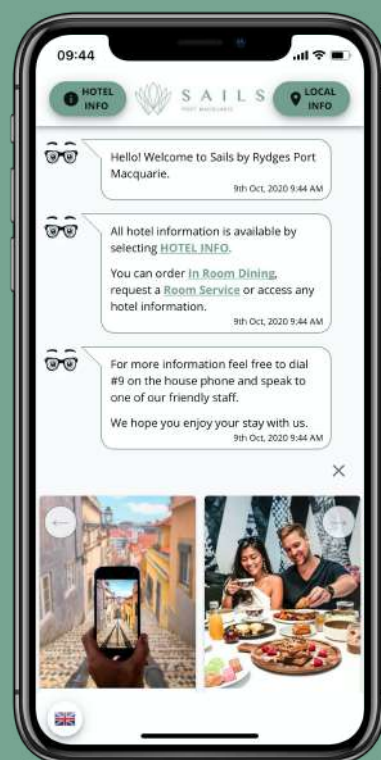 09:44
HOTEL
INFO
SAILS
PORT MACQUARIE
LOCAL
INFO
Hello! Welcome to Sails by Rydges Port
Macquarie.
9th Oct, 2020 9:44 AM
All hotel information is available by
selecting HOTEL INFO.
You can order In Room Dining,
request a Room Service or access any
hotel information.
9th Oct, 2020 9:44 AM
For more information feel free to dial
#9 on the house phone and speak to
one of our friendly staff.
We hope you enjoy your stay with us.
9th Oct, 2020 9:44 AM